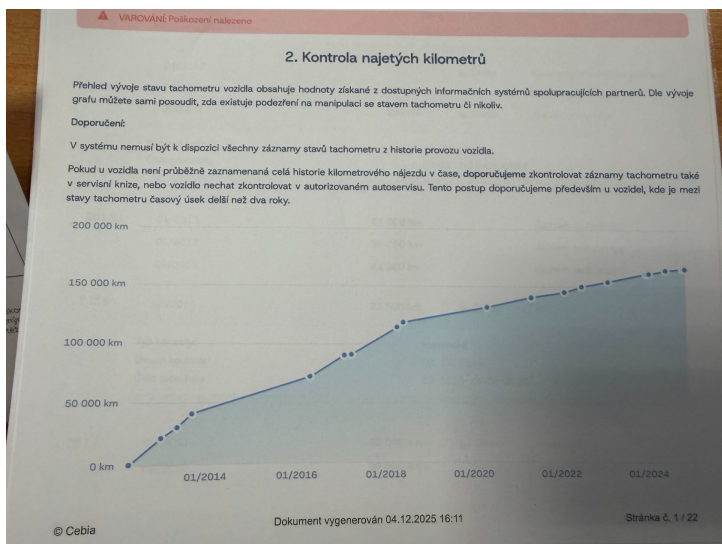 VAROVÁNÍ: Poškození nalezeno
2. Kontrola najetých kilometrů
Přehled vývoje stavu tachometru vozidla obsahuje hodnoty získané z dostupných informačních systémů spolupracujících partnerů. Dle vývoje
grafu můžete sami posoudit, zda existuje podezření na manipulaci se stavem tachometru či nikoliv.
Doporučení:
V systému nemusí být k dispozici všechny záznamy stavů tachometru z historie provozu vozidla.
Pokud u vozidla není průběžně zaznamenaná celá historie kilometrového nájezdu v čase, doporučujeme zkontrolovat záznamy tachometru také
v servisní knize, nebo vozidlo nechat zkontrolovat v autorizovaném autoservisu. Tento postup doporučujeme především u vozidel, kde je mezi
stavy tachometru časový úsek delší než dva roky.
200 000 km
150 000 km
100 000 km
50 000 km
0 km
01/2014 01/2016 01/2018 01/2020 01/2022 01/2024
© Cebia
Dokument vygenerován 04.12.2025 16:11
Stránka č. 1 / 22